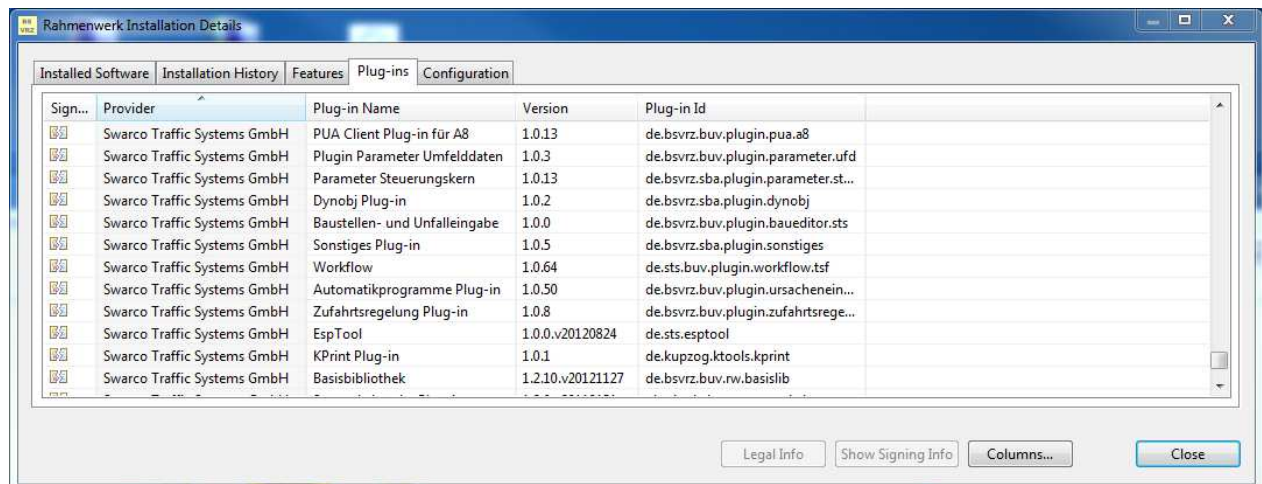 BS VRZ Rahmenwerk Installation Details
Installed Software Installation History Features Plug-ins Configuration
Sign... Provider Plug-in Name Version Plug-in Id
Swarco Traffic Systems GmbH PUA Client Plug-in für A8 1.0.13 de.bsvrz.buv.plugin.pua.a8
Swarco Traffic Systems GmbH Plugin Parameter Umfelddaten 1.0.3 de.bsvrz.buv.plugin.parameter.ufd
Swarco Traffic Systems GmbH Parameter Steuerungskern 1.0.13 de.bsvrz.sba.plugin.parameter.st...
Swarco Traffic Systems GmbH Dynobj Plug-in 1.0.2 de.bsvrz.sba.plugin.dynobj
Swarco Traffic Systems GmbH Baustellen- und Unfalleingabe 1.0.0 de.bsvrz.buv.plugin.baueditor.sts
Swarco Traffic Systems GmbH Sonstiges Plug-in 1.0.5 de.bsvrz.sba.plugin.sonstiges
Swarco Traffic Systems GmbH Workflow 1.0.64 de.sts.buv.plugin.workflow.tsf
Swarco Traffic Systems GmbH Automatikprogramme Plug-in 1.0.50 de.bsvrz.buv.plugin.ursachenein...
Swarco Traffic Systems GmbH Zufahrtsregelung Plug-in 1.0.8 de.bsvrz.buv.plugin.zufahrtsrege...
Swarco Traffic Systems GmbH EspTool 1.0.0.v20120824 de.sts.esptool
Swarco Traffic Systems GmbH KPrint Plug-in 1.0.1 de.kupzog.ktools.kprint
Swarco Traffic Systems GmbH Basisbibliothek 1.2.10.v20121127 de.bsvrz.buv.rw.basislib
Legal Info Show Signing Info Columns... Close